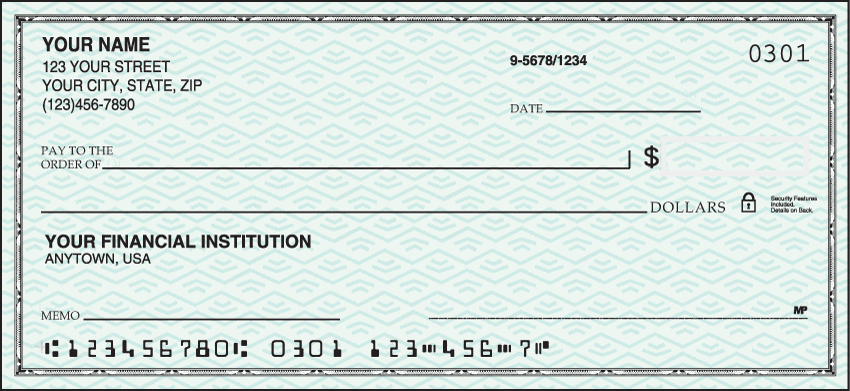 YOUR NAME
123 YOUR STREET
YOUR CITY, STATE, ZIP
(123)456-7890
9-5678/1234
0301
DATE
PAY TO THE
ORDER OF
$
DOLLARS
Security Features
Included.
Details on Back.
YOUR FINANCIAL INSTITUTION
ANYTOWN, USA
MEMO
MP
⑆123456780⑆ 0301 123⑉456⑉7⑈